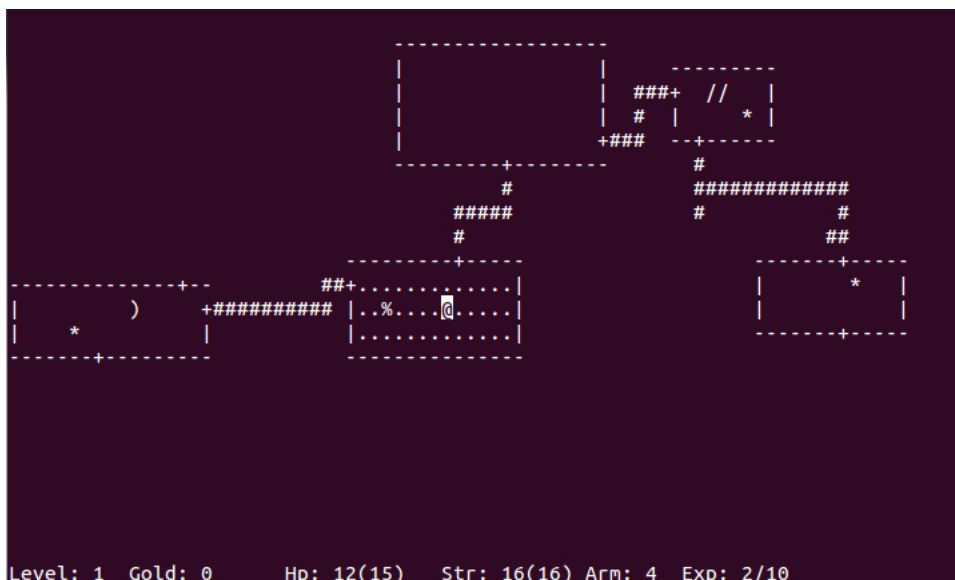 ------------------
                                             |                |     ---------
                                             |                |  ###+  //   |
                                             |                |  #  |     * |
                                             |                +###  --+------
                                             ---------+--------       #
                                                      #               #############
                                                  #####               #           #
                                                  #                              ##
                                       ---------+-----                    -------+-----
---------------+--                   ##+.............|                    |       *   |
|         )      +########## |..%....@.....|                    |           |
|    *           |           |.............|                    -------+-----
-------+---------            ---------------
Level: 1  Gold: 0      Hp: 12(15)   Str: 16(16) Arm: 4  Exp: 2/10